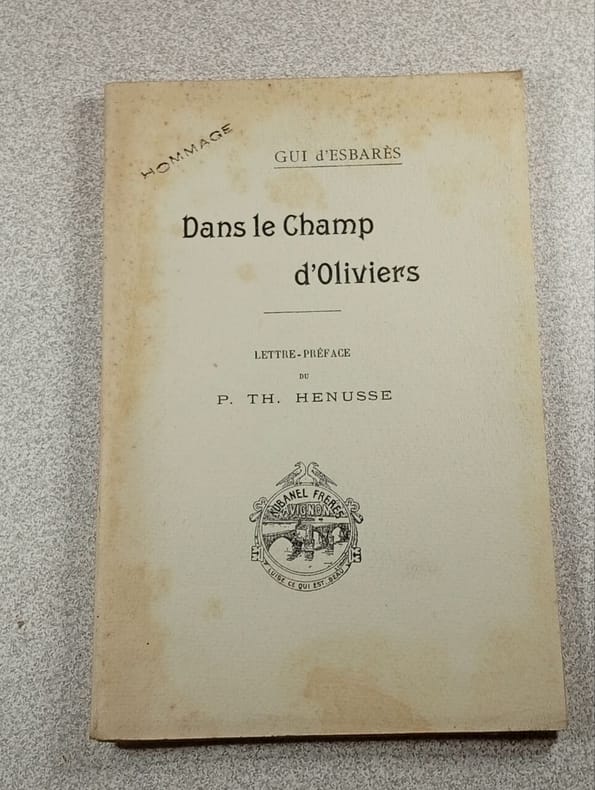 HOMMAGE
GUI d'ESBARÈS
Dans le Champ
d'Oliviers
LETTRE-PRÉFACE
DU
P. TH. HENUSSE
AUBANEL FRERES
AVIGNON
LUISE CE QUI EST BEAU